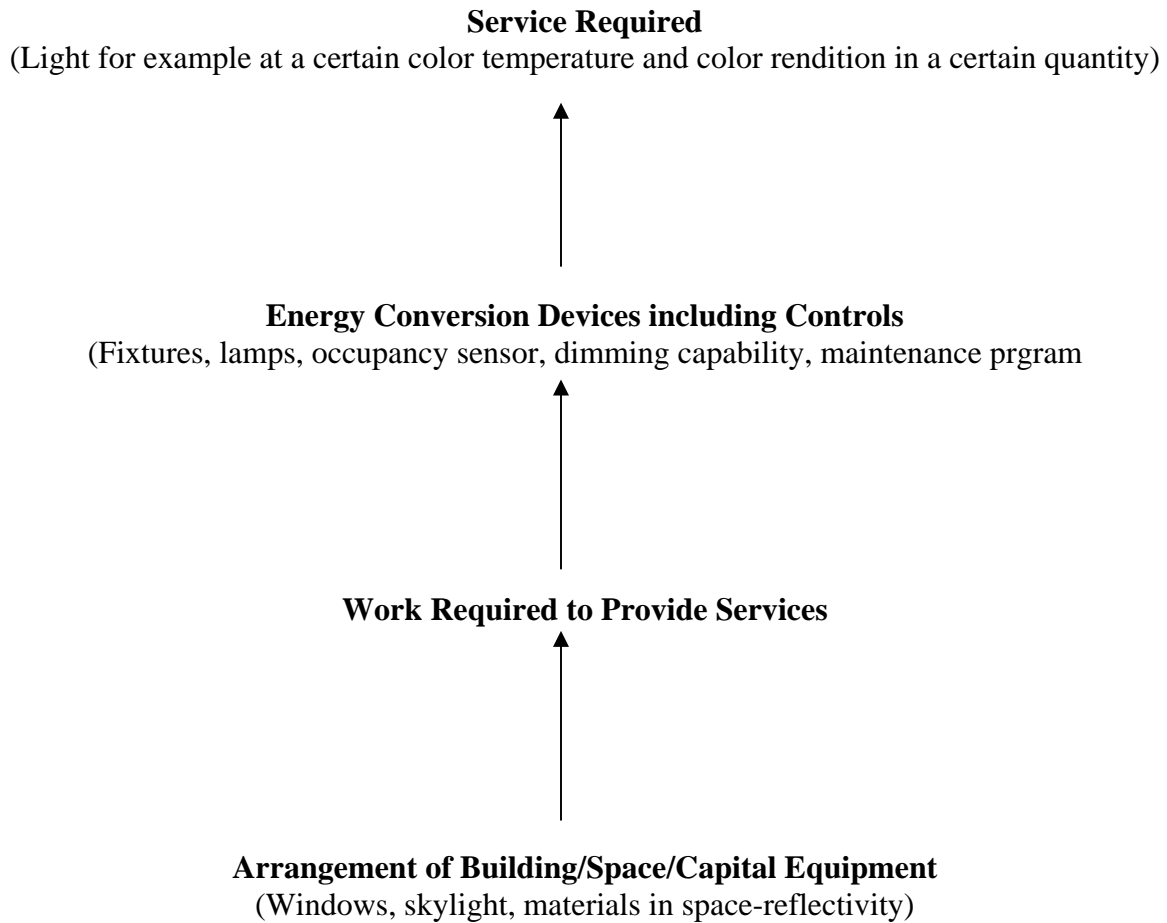 Service Required
(Light for example at a certain color temperature and color rendition in a certain quantity)
Energy Conversion Devices including Controls
(Fixtures, lamps, occupancy sensor, dimming capability, maintenance prgram
Work Required to Provide Services
Arrangement of Building/Space/Capital Equipment
(Windows, skylight, materials in space-reflectivity)